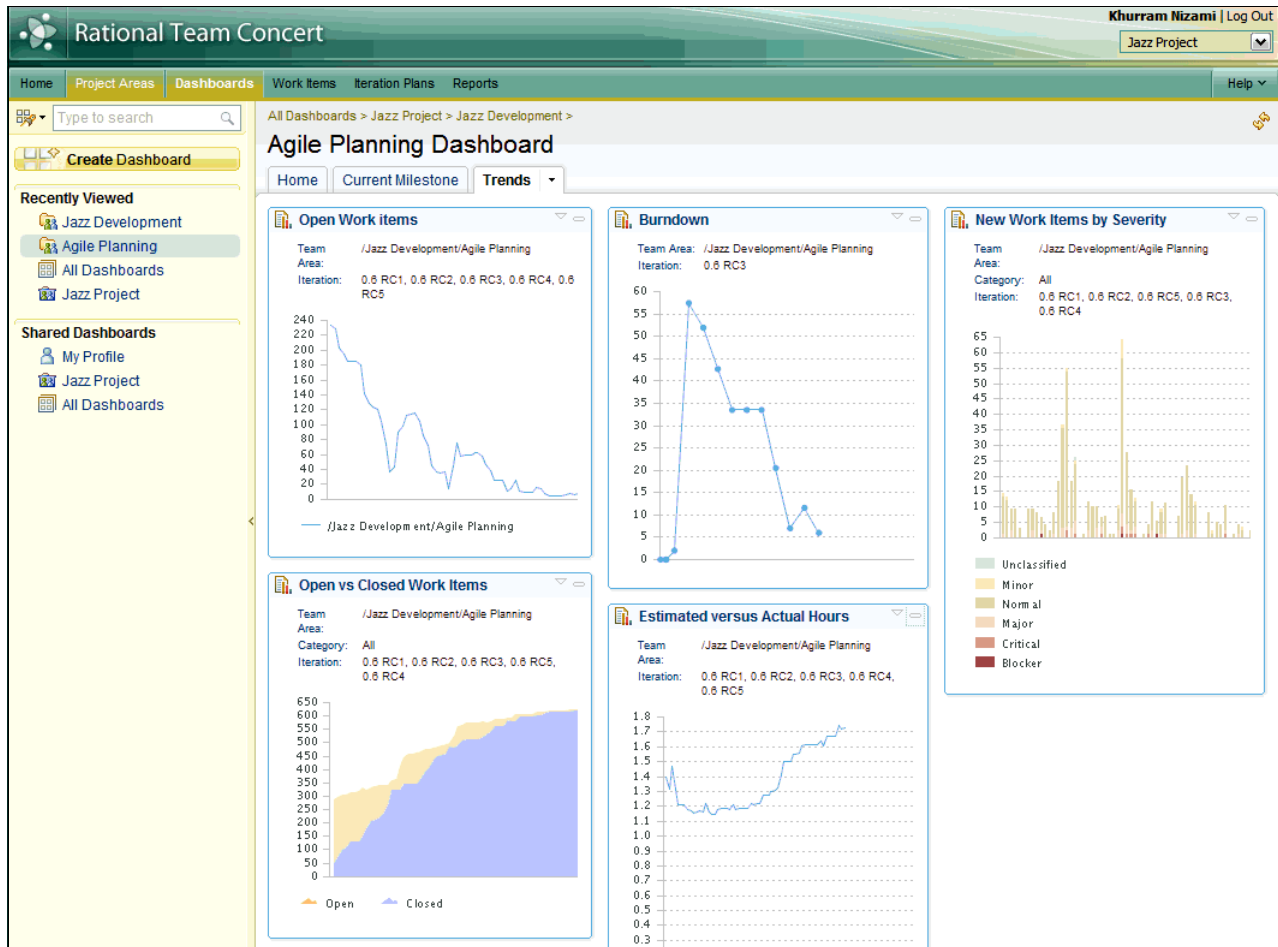 Khurram Nizami | Log Out
Rational Team Concert
Jazz Project
Home Project Areas Dashboards Work Items Iteration Plans Reports Help
Type to search
Create Dashboard
Recently Viewed
Jazz Development
Agile Planning
All Dashboards
Jazz Project
Shared Dashboards
My Profile
Jazz Project
All Dashboards
All Dashboards > Jazz Project > Jazz Development >
Agile Planning Dashboard
Home Current Milestone Trends
Open Work items
Team /Jazz Development/Agile Planning
Area:
Iteration: 0.6 RC1, 0.6 RC2, 0.6 RC3, 0.6 RC4, 0.6
RC5
240
220
200
180
160
140
120
100
80
60
40
20
0
/Jazz Development/Agile Planning
Open vs Closed Work Items
Team /Jazz Development/Agile Planning
Area:
Category: All
Iteration: 0.6 RC1, 0.6 RC2, 0.6 RC3, 0.6 RC5,
0.6 RC4
650
600
550
500
450
400
350
300
250
200
150
100
50
0
Open Closed
Burndown
Team Area: /Jazz Development/Agile Planning
Iteration: 0.6 RC3
60
55
50
45
40
35
30
25
20
15
10
5
0
Estimated versus Actual Hours
Team /Jazz Development/Agile Planning
Area:
Iteration: 0.6 RC1, 0.6 RC2, 0.6 RC3, 0.6 RC4,
0.6 RC5
1.8
1.7
1.6
1.5
1.4
1.3
1.2
1.1
1.0
0.9
0.8
0.7
0.6
0.5
0.4
0.3
New Work Items by Severity
Team /Jazz Development/Agile Planning
Area:
Category: All
Iteration: 0.6 RC1, 0.6 RC2, 0.6 RC5, 0.6 RC3,
0.6 RC4
65
60
55
50
45
40
35
30
25
20
15
10
5
0
Unclassified
Minor
Normal
Major
Critical
Blocker